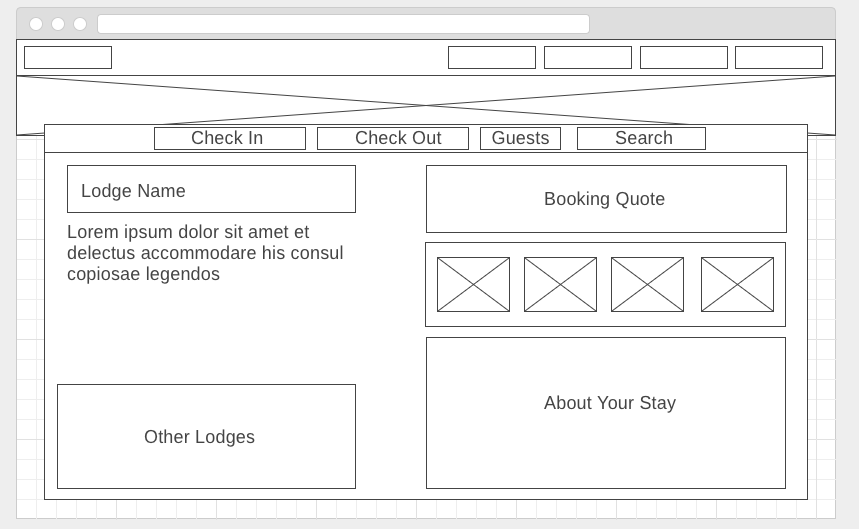 Check In
Check Out
Guests
Search
Lodge Name
Booking Quote
Lorem ipsum dolor sit amet et
delectus accommodare his consul
copiosae legendos
About Your Stay
Other Lodges